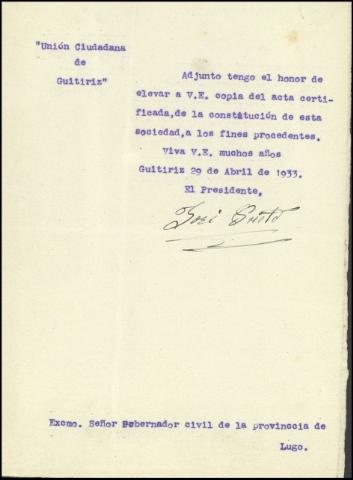 "Unión Ciudadana
de
Guitiriz"
Adjunto tengo el honor de
elevar a V.E. copia del acta certi-
ficada,de la constitución de esta
sociedad,a los fines procedentes.
Viva V.E. muchos años
Guitiriz 29 de Abril de 1933.
El Presidente,
José
Excmo. Señor Gobernador civil de la provinccia de
Lugo.